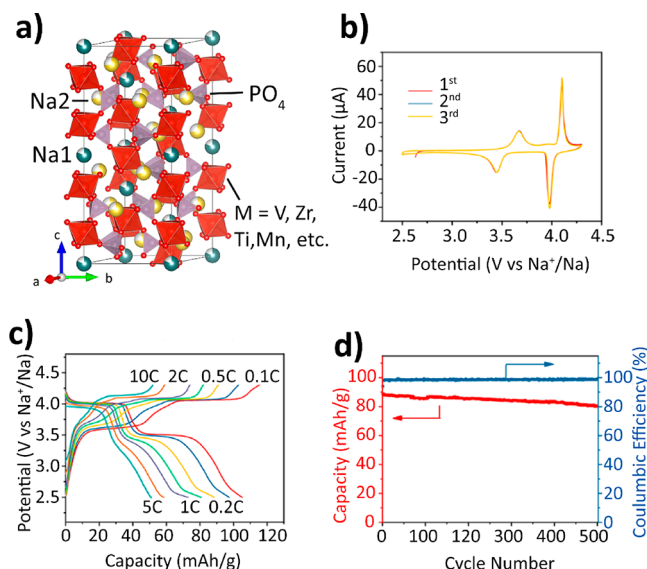 a)
Na2
PO4
Na1
M = V, Zr,
Ti,Mn, etc.
c
a
b
b)
60
40
20
0
-20
-40
2.5 3.0 3.5 4.0 4.5
Current (μA)
Potential (V vs Na⁺/Na)
1st
2nd
3rd
c)
4.5
4.0
3.5
3.0
2.5
0 20 40 60 80 100 120
Potential (V vs Na⁺/Na)
Capacity (mAh/g)
10C 2C 0.5C 0.1C
5C 1C 0.2C
d)
100
80
60
40
20
0
Capacity (mAh/g)
0 100 100 300 400 500
Cycle Number
100
80
60
40
20
0
Coulumbic Efficiency (%)